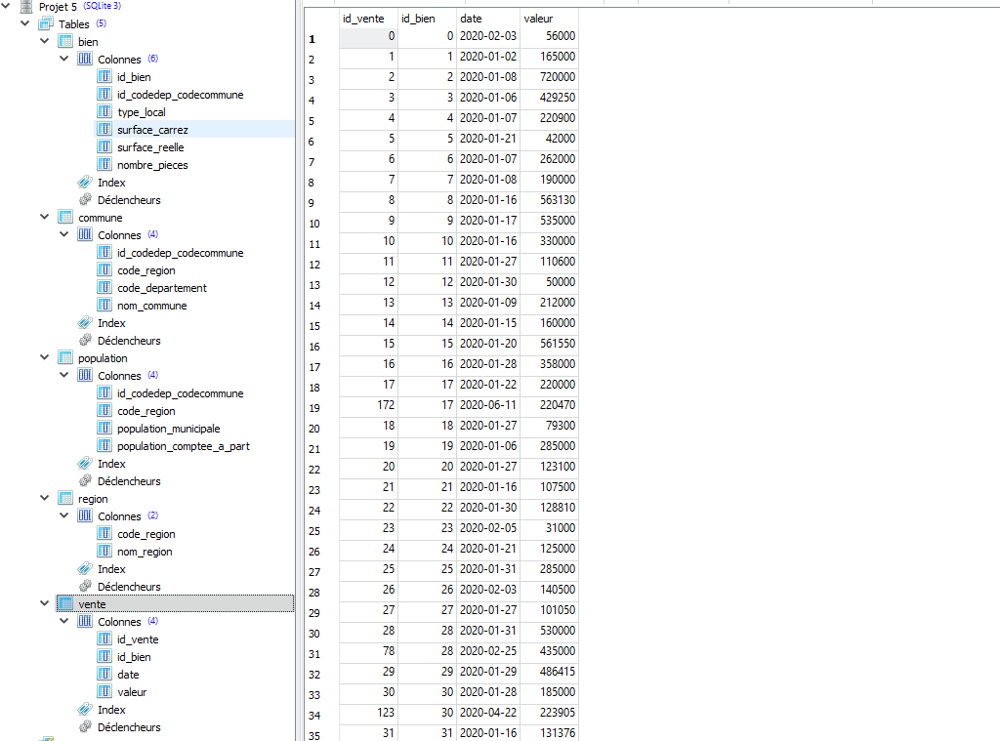 Projet 5 (SQLite 3)
Tables (5)
bien
Colonnes (6)
id_bien
id_codedep_codecommune
type_local
surface_carrez
surface_reelle
nombre_pieces
Index
Déclencheurs
commune
Colonnes (4)
id_codedep_codecommune
code_region
code_departement
nom_commune
Index
Déclencheurs
population
Colonnes (4)
id_codedep_codecommune
code_region
population_municipale
population_comptee_a_part
Index
Déclencheurs
region
Colonnes (2)
code_region
nom_region
Index
Déclencheurs
vente
Colonnes (4)
id_vente
id_bien
date
valeur
Index
Déclencheurs
id_vente id_bien date valeur
1 0 0 2020-02-03 56000
2 1 1 2020-01-02 165000
3 2 2 2020-01-08 720000
4 3 3 2020-01-06 429250
5 4 4 2020-01-07 220900
6 5 5 2020-01-21 42000
7 6 6 2020-01-07 262000
8 7 7 2020-01-08 190000
9 8 8 2020-01-16 563130
10 9 9 2020-01-17 535000
11 10 10 2020-01-16 330000
12 11 11 2020-01-27 110600
13 12 12 2020-01-30 50000
14 13 13 2020-01-09 212000
15 14 14 2020-01-15 160000
16 15 15 2020-01-20 561550
17 16 16 2020-01-28 358000
18 17 17 2020-01-22 220000
19 172 17 2020-06-11 220470
20 18 18 2020-01-27 79300
21 19 19 2020-01-06 285000
22 20 20 2020-01-27 123100
23 21 21 2020-01-16 107500
24 22 22 2020-01-30 128810
25 23 23 2020-02-05 31000
26 24 24 2020-01-21 125000
27 25 25 2020-01-31 285000
28 26 26 2020-02-03 140500
29 27 27 2020-01-27 101050
30 28 28 2020-01-31 530000
31 78 28 2020-02-25 435000
32 29 29 2020-01-29 486415
33 30 30 2020-01-28 185000
34 123 30 2020-04-22 223905
35 31 31 2020-01-16 131376